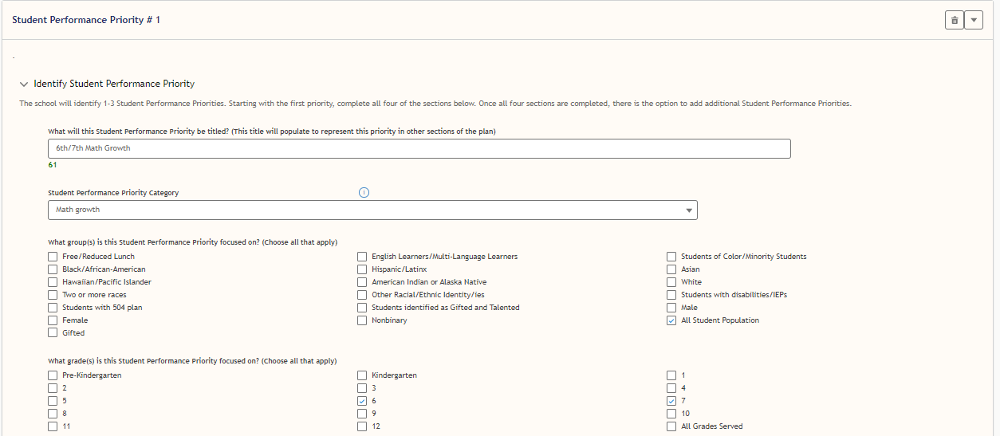 Student Performance Priority # 1
.
Identify Student Performance Priority
The school will identify 1-3 Student Performance Priorities. Starting with the first priority, complete all four of the sections below. Once all four sections are completed, there is the option to add additional Student Performance Priorities.
What will this Student Performance Priority be titled? (This title will populate to represent this priority in other sections of the plan)
6th/7th Math Growth
61
Student Performance Priority Category
Math growth
What group(s) is this Student Performance Priority focused on? (Choose all that apply)
Free/Reduced Lunch English Learners/Multi-Language Learners Students of Color/Minority Students
Black/African-American Hispanic/Latinx Asian
Hawaiian/Pacific Islander American Indian or Alaska Native White
Two or more races Other Racial/Ethnic Identity/ies Students with disabilities/IEPs
Students with 504 plan Students identified as Gifted and Talented Male
Female Nonbinary All Student Population
Gifted
What grade(s) is this Student Performance Priority focused on? (Choose all that apply)
Pre-Kindergarten Kindergarten 1
2 3 4
5 6 7
8 9 10
11 12 All Grades Served